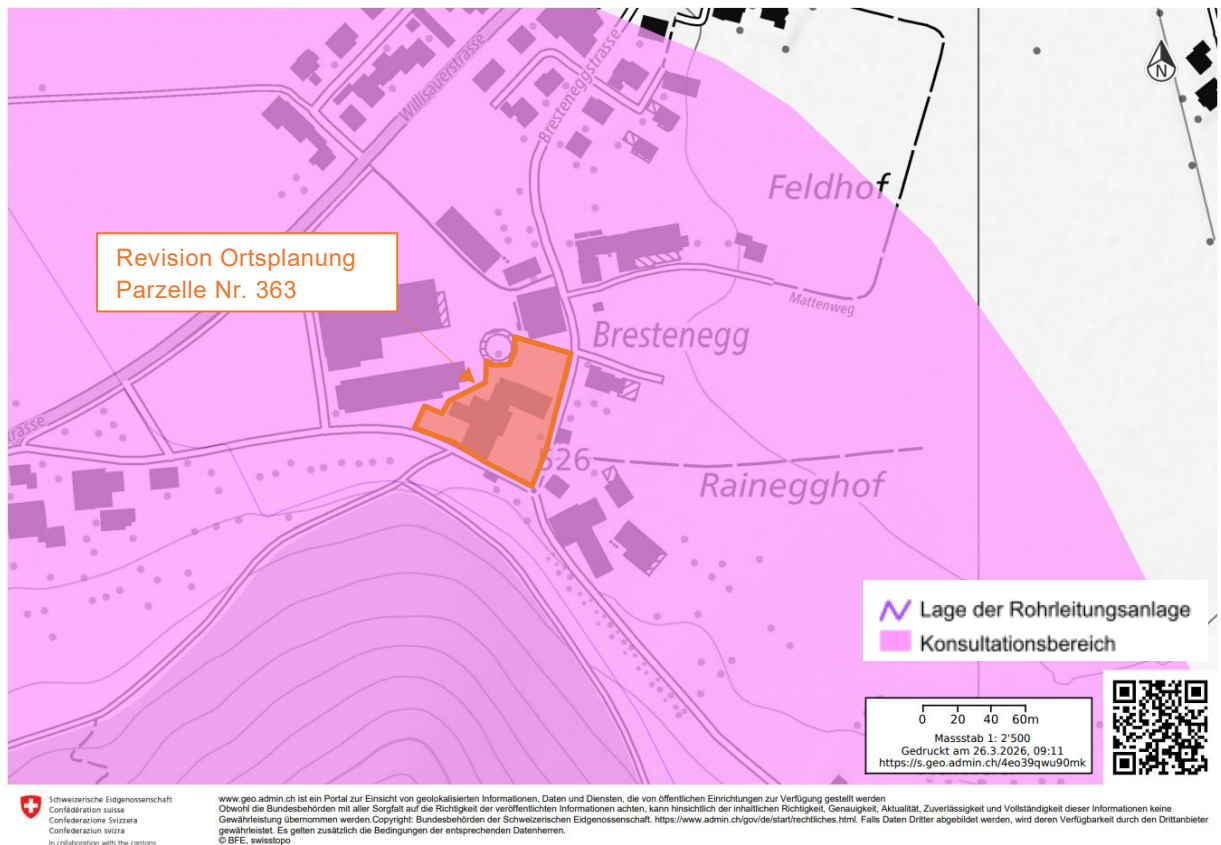 Willisauerstrasse
Bresteneggstrasse
N
Feldhof
Revision Ortsplanung
Parzelle Nr. 363
Mattenweg
Brestenegg
strasse
526
Rainegghof
Lage der Rohrleitungsanlage
Konsultationsbereich
0 20 40 60m
Massstab 1: 2'500
Gedruckt am 26.3.2026, 09:11
https://s.geo.admin.ch/4eo39qwu90mk
Schweizerische Eidgenossenschaft
Confédération suisse
Confederazione Svizzera
Confederaziun svizra
In collaboration with the cantons
www.geo.admin.ch ist ein Portal zur Einsicht von geolokalisierten Informationen, Daten und Diensten, die von öffentlichen Einrichtungen zur Verfügung gestellt werden
Obwohl die Bundesbehörden mit aller Sorgfalt auf die Richtigkeit der veröffentlichten Informationen achten, kann hinsichtlich der inhaltlichen Richtigkeit, Genauigkeit, Aktualität, Zuverlässigkeit und Vollständigkeit dieser Informationen keine
Gewährleistung übernommen werden.Copyright: Bundesbehörden der Schweizerischen Eidgenossenschaft. https://www.admin.ch/gov/de/start/rechtliches.html. Falls Daten Dritter abgebildet werden, wird deren Verfügbarkeit durch den Drittanbieter
gewährleistet. Es gelten zusätzlich die Bedingungen der entsprechenden Datenherren.
© BFE, swisstopo